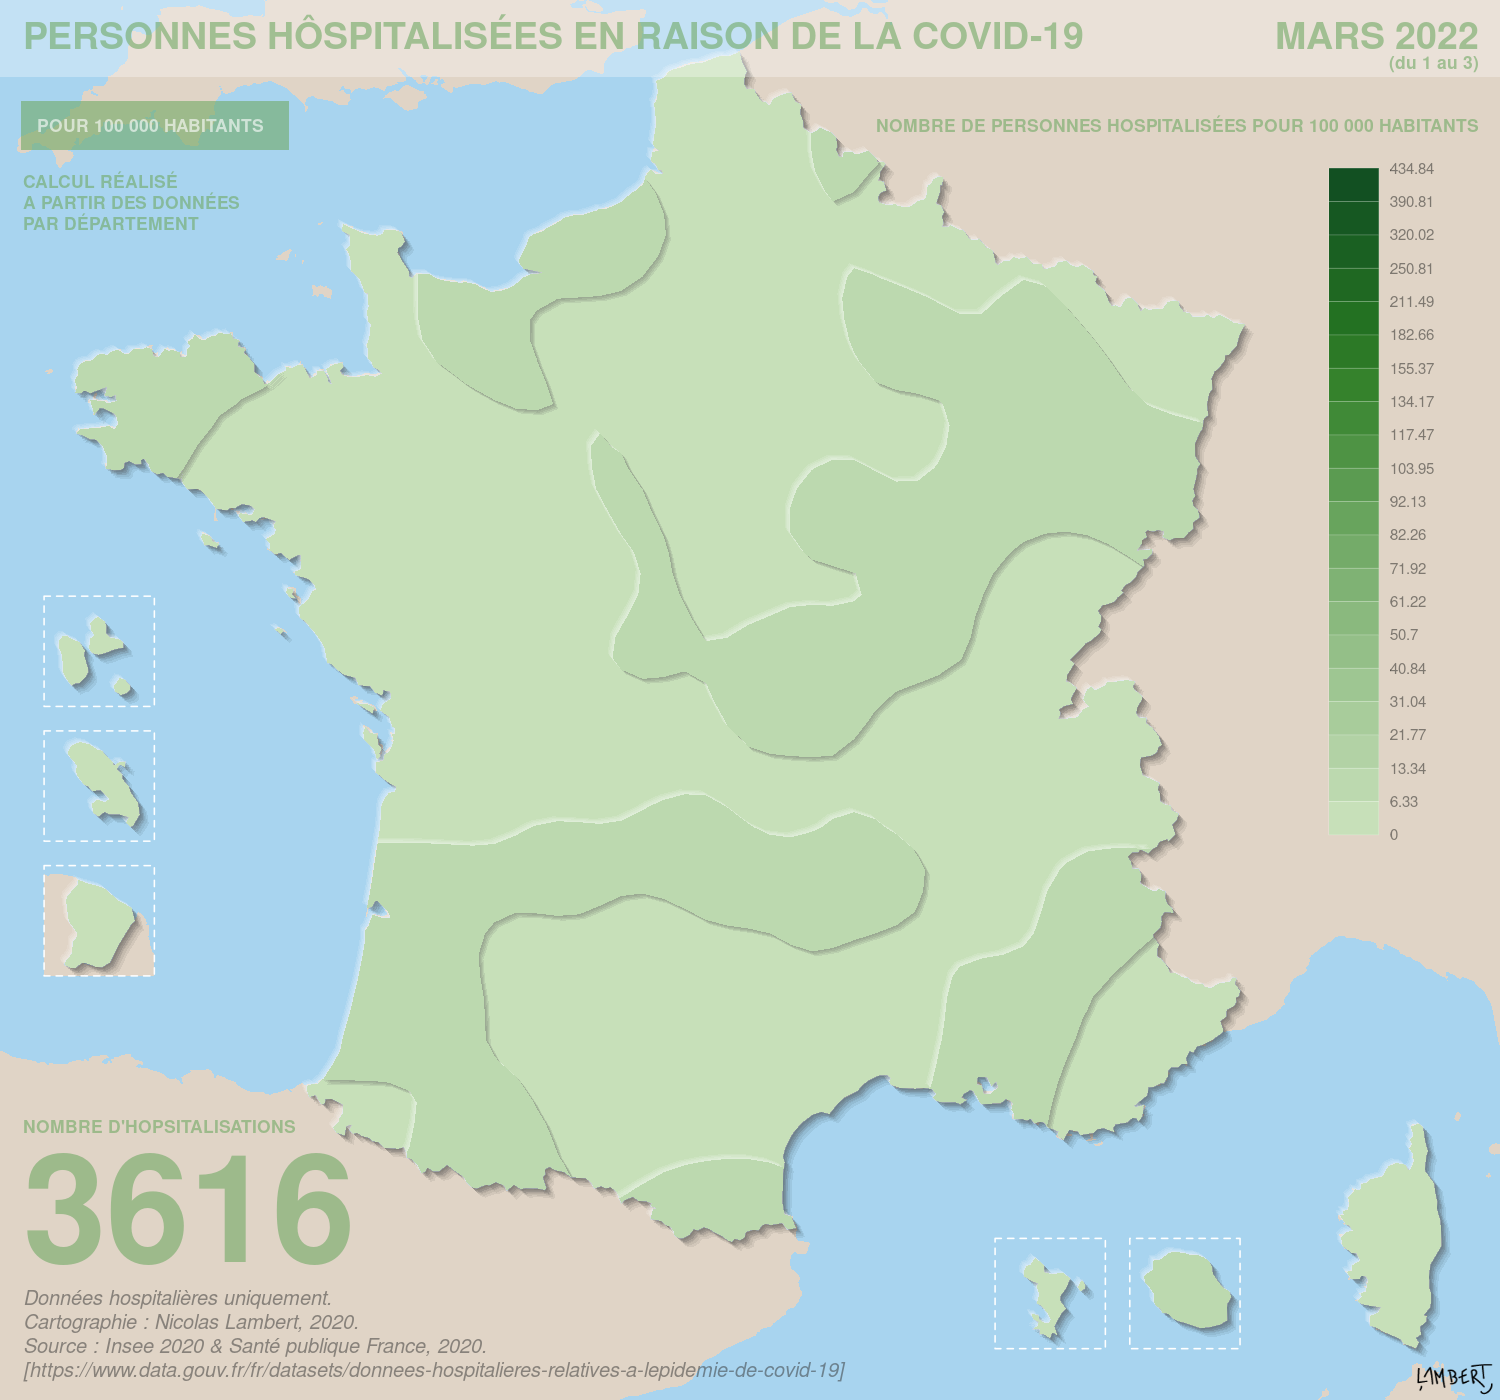 PERSONNES HÔSPITALISÉES EN RAISON DE LA COVID-19
MARS 2022
(du 1 au 3)
POUR 100 000 HABITANTS
NOMBRE DE PERSONNES HOSPITALISÉES POUR 100 000 HABITANTS
CALCUL RÉALISÉ
A PARTIR DES DONNÉES
PAR DÉPARTEMENT
434.84
390.81
320.02
250.81
211.49
182.66
155.37
134.17
117.47
103.95
92.13
82.26
71.92
61.22
50.7
40.84
31.04
21.77
13.34
6.33
0
NOMBRE D'HOPSITALISATIONS
3616
Données hospitalières uniquement.
Cartographie : Nicolas Lambert, 2020.
Source : Insee 2020 & Santé publique France, 2020.
[https://www.data.gouv.fr/fr/datasets/donnees-hospitalieres-relatives-a-lepidemie-de-covid-19]
LAMBERT